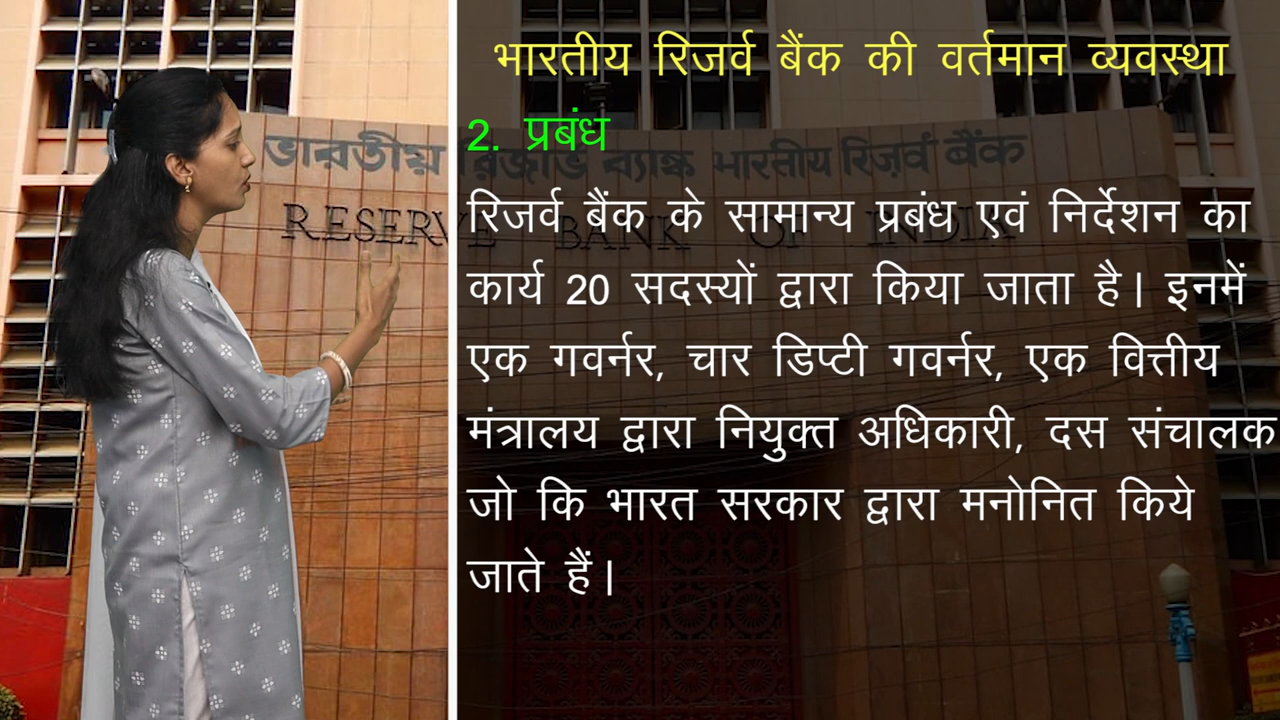 भारतीय रिजर्व बैंक की वर्तमान व्यवस्था
2. प्रबंध
रिजर्व बैंक के सामान्य प्रबंध एवं निर्देशन का
कार्य 20 सदस्यों द्वारा किया जाता है। इनमें
एक गवर्नर, चार डिप्टी गवर्नर, एक वित्तीय
मंत्रालय द्वारा नियुक्त अधिकारी, दस संचालक
जो कि भारत सरकार द्वारा मनोनित किये
जाते हैं।
ভাৰতীয় ৰিজাৰ্ভ ব্যাঙ্ক भारतीय रिज़र्व बैंक
RESERVE BANK OF INDIA